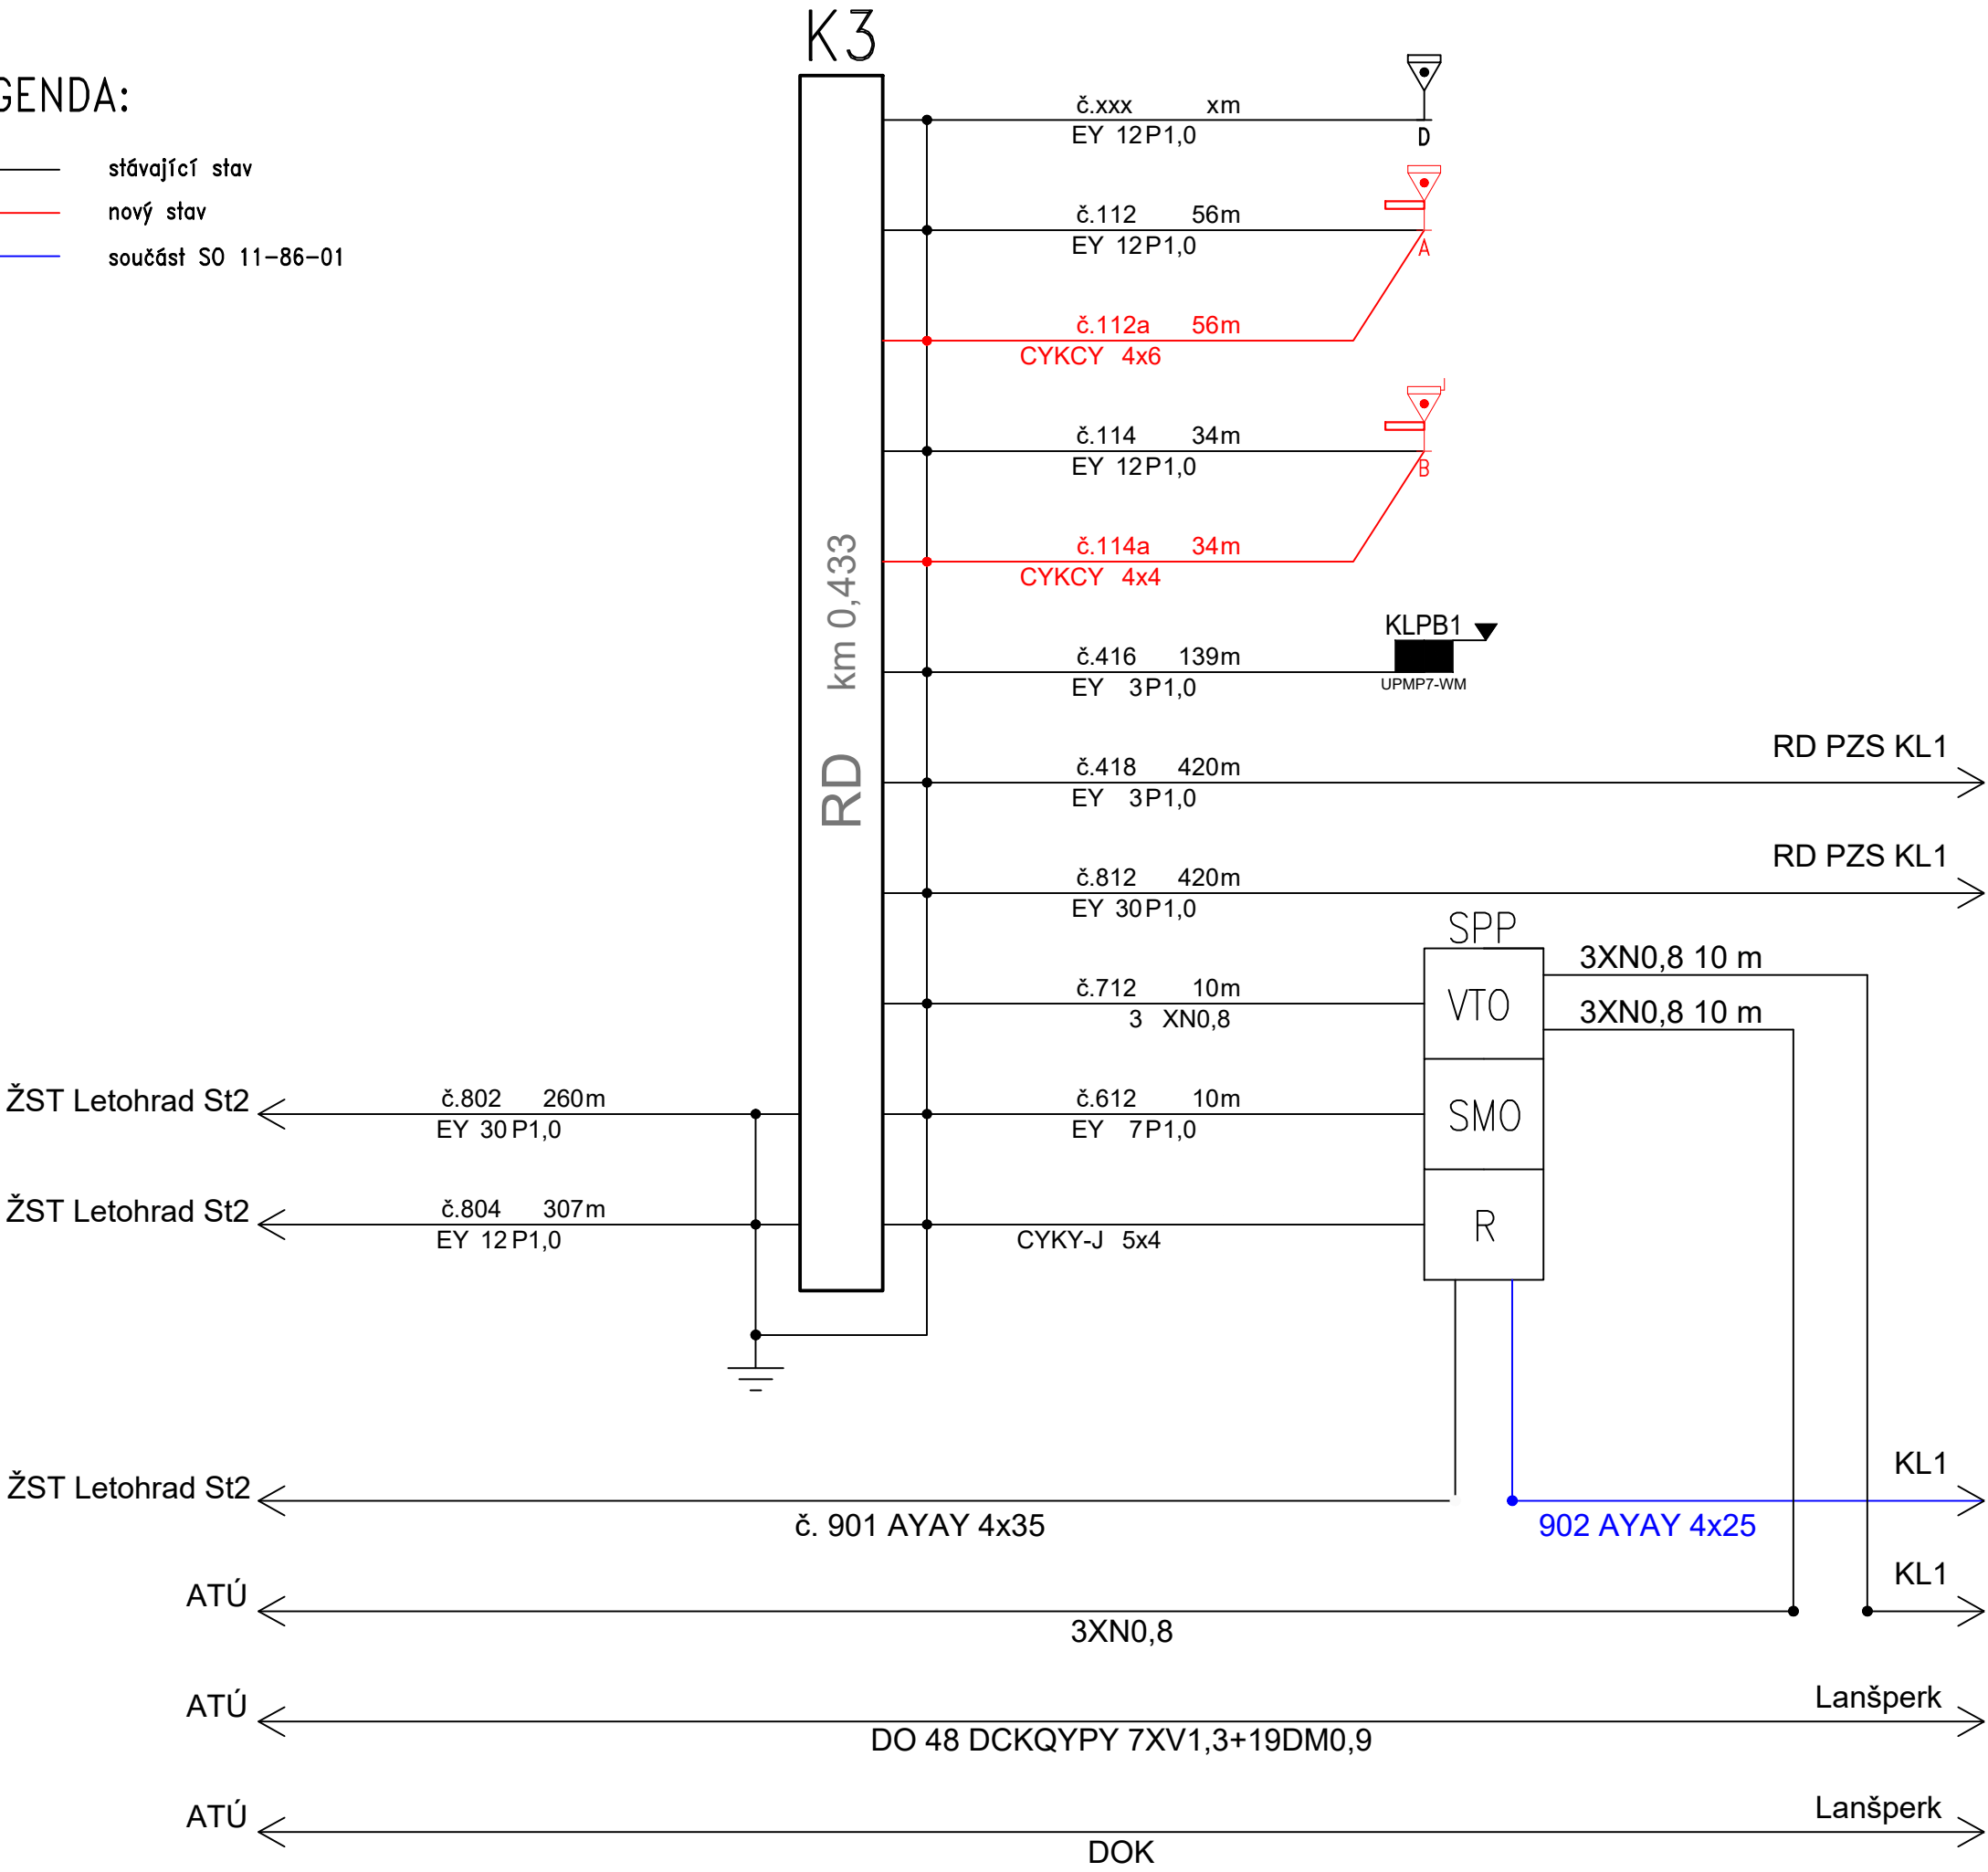 K3
GENDA:
stávající stav
nový stav
součást SO 11-86-01
č.xxx xm
EY 12P1,0
D
č.112 56m
EY 12P1,0
A
č.112a 56m
CYKCY 4x6
J
č.114 34m
EY 12P1,0
B
č.114a 34m
CYKCY 4x4
RD km 0,433
KLPB1
č.416 139m
EY 3P1,0
UPMP7-WM
RD PZS KL1
č.418 420m
EY 3P1,0
RD PZS KL1
č.812 420m
EY 30P1,0
SPP
3XN0,8 10 m
č.712 10m
3 XN0,8
VTO
3XN0,8 10 m
ŽST Letohrad St2
č.802 260m
EY 30P1,0
č.612 10m
EY 7P1,0
SMO
ŽST Letohrad St2
č.804 307m
EY 12P1,0
CYKY-J 5x4
R
ŽST Letohrad St2
KL1
č. 901 AYAY 4x35
902 AYAY 4x25
ATÚ
KL1
3XN0,8
ATÚ
Lanšperk
DO 48 DCKQYPY 7XV1,3+19DM0,9
ATÚ
Lanšperk
DOK